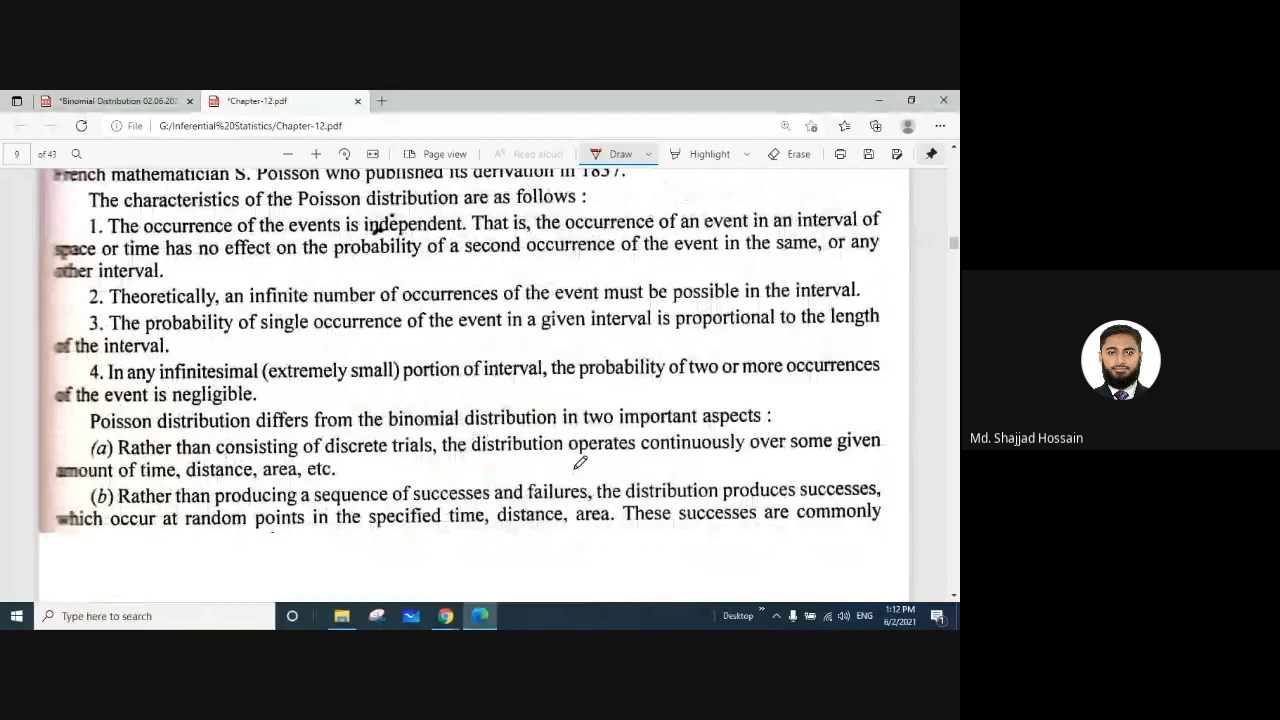 *Binomial Distribution 02.06.202
*Chapter-12.pdf
File G:/Inferential%20Statistics/Chapter-12.pdf
9 of 43 Page view Read aloud Draw Highlight Erase
French mathematician S. Poisson who published its derivation in 1837.
The characteristics of the Poisson distribution are as follows :
1. The occurrence of the events is independent. That is, the occurrence of an event in an interval of
space or time has no effect on the probability of a second occurrence of the event in the same, or any
other interval.
2. Theoretically, an infinite number of occurrences of the event must be possible in the interval.
3. The probability of single occurrence of the event in a given interval is proportional to the length
of the interval.
4. In any infinitesimal (extremely small) portion of interval, the probability of two or more occurrences
of the event is negligible.
Poisson distribution differs from the binomial distribution in two important aspects :
(a) Rather than consisting of discrete trials, the distribution operates continuously over some given
amount of time, distance, area, etc.
(b) Rather than producing a sequence of successes and failures, the distribution produces successes,
which occur at random points in the specified time, distance, area. These successes are commonly
Md. Shajjad Hossain
Type here to search
Desktop
ENG
1:12 PM
6/2/2021
1